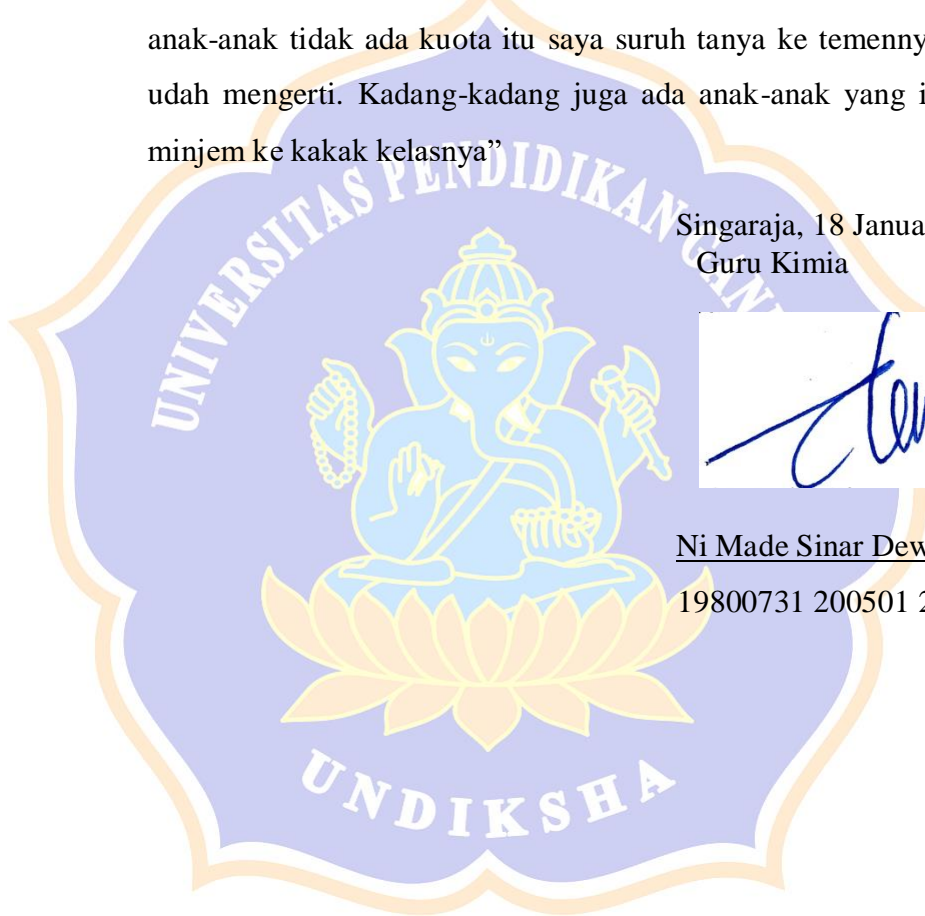 anak-anak tidak ada kuota itu saya suruh tanya ke temenny
udah mengerti. Kadang-kadang juga ada anak-anak yang i
minjem ke kakak kelasnya”
UNIVERSITAS PENDIDIKAN GANE
Singaraja, 18 Janua
Guru Kimia
Ni Made Sinar Dew
19800731 200501 2
UNDIKSHA